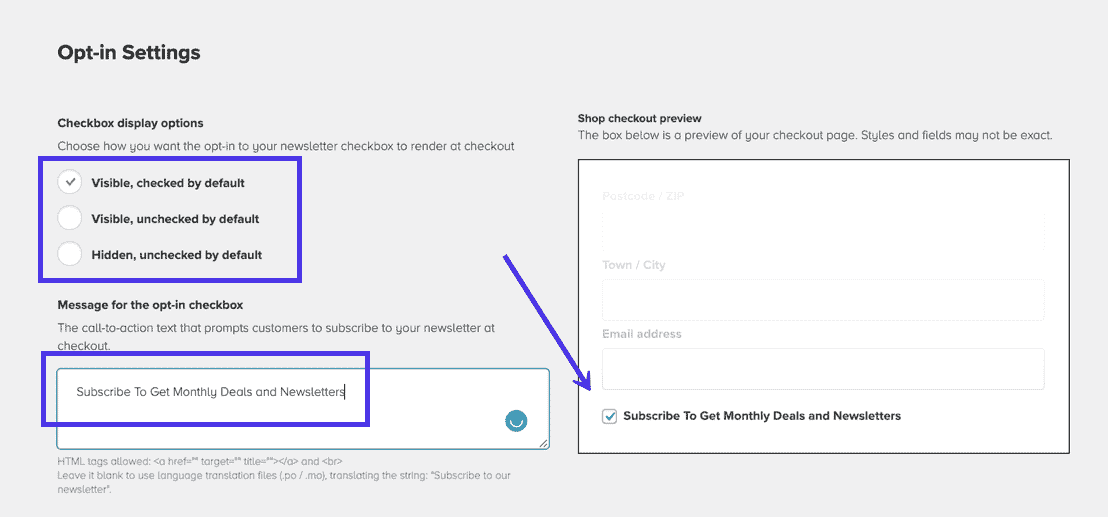 Opt-in Settings
Checkbox display options
Choose how you want the opt-in to your newsletter checkbox to render at checkout
Visible, checked by default
Visible, unchecked by default
Hidden, unchecked by default
Message for the opt-in checkbox
The call-to-action text that prompts customers to subscribe to your newsletter at
checkout.
Subscribe To Get Monthly Deals and Newsletters
HTML tags allowed: <a href="" target="" title=""></a> and <br>
Leave it blank to use language translation files (.po / .mo), translating the string: "Subscribe to our
newsletter".
Shop checkout preview
The box below is a preview of your checkout page. Styles and fields may not be exact.
Postcode / ZIP
Town / City
Email address
Subscribe To Get Monthly Deals and Newsletters